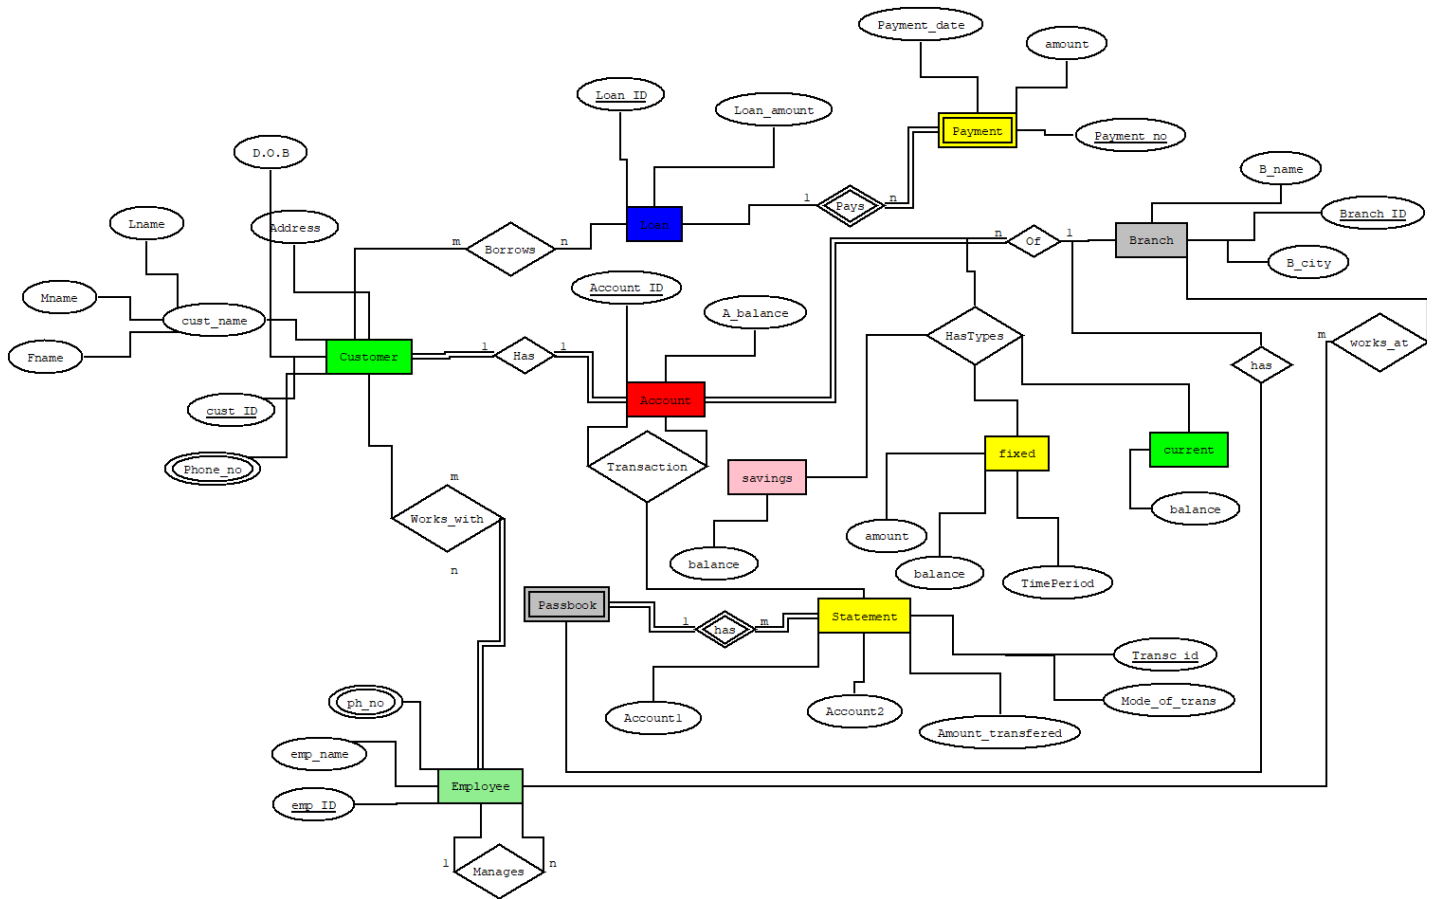 Payment_date
amount
Loan_ID
Loan_amount
Payment
Payment_no
D.O.B
B_name
Lname
Address
1
Pays
n
Loan
Branch_ID
m
Borrows
n
n
Of
1
Branch
B_city
Account_ID
Mname
cust_name
A_balance
HasTypes
m
works_at
Fname
Customer
1
Has
1
has
Account
cust_ID
Phone_no
Transaction
savings
fixed
current
m
Works_with
n
balance
amount
balance
TimePeriod
balance
Passbook
1
has
m
Statement
Transc_id
Mode_of_trans
Account1
Account2
Amount_transfered
ph_no
emp_name
Employee
emp_ID
1
Manages
n